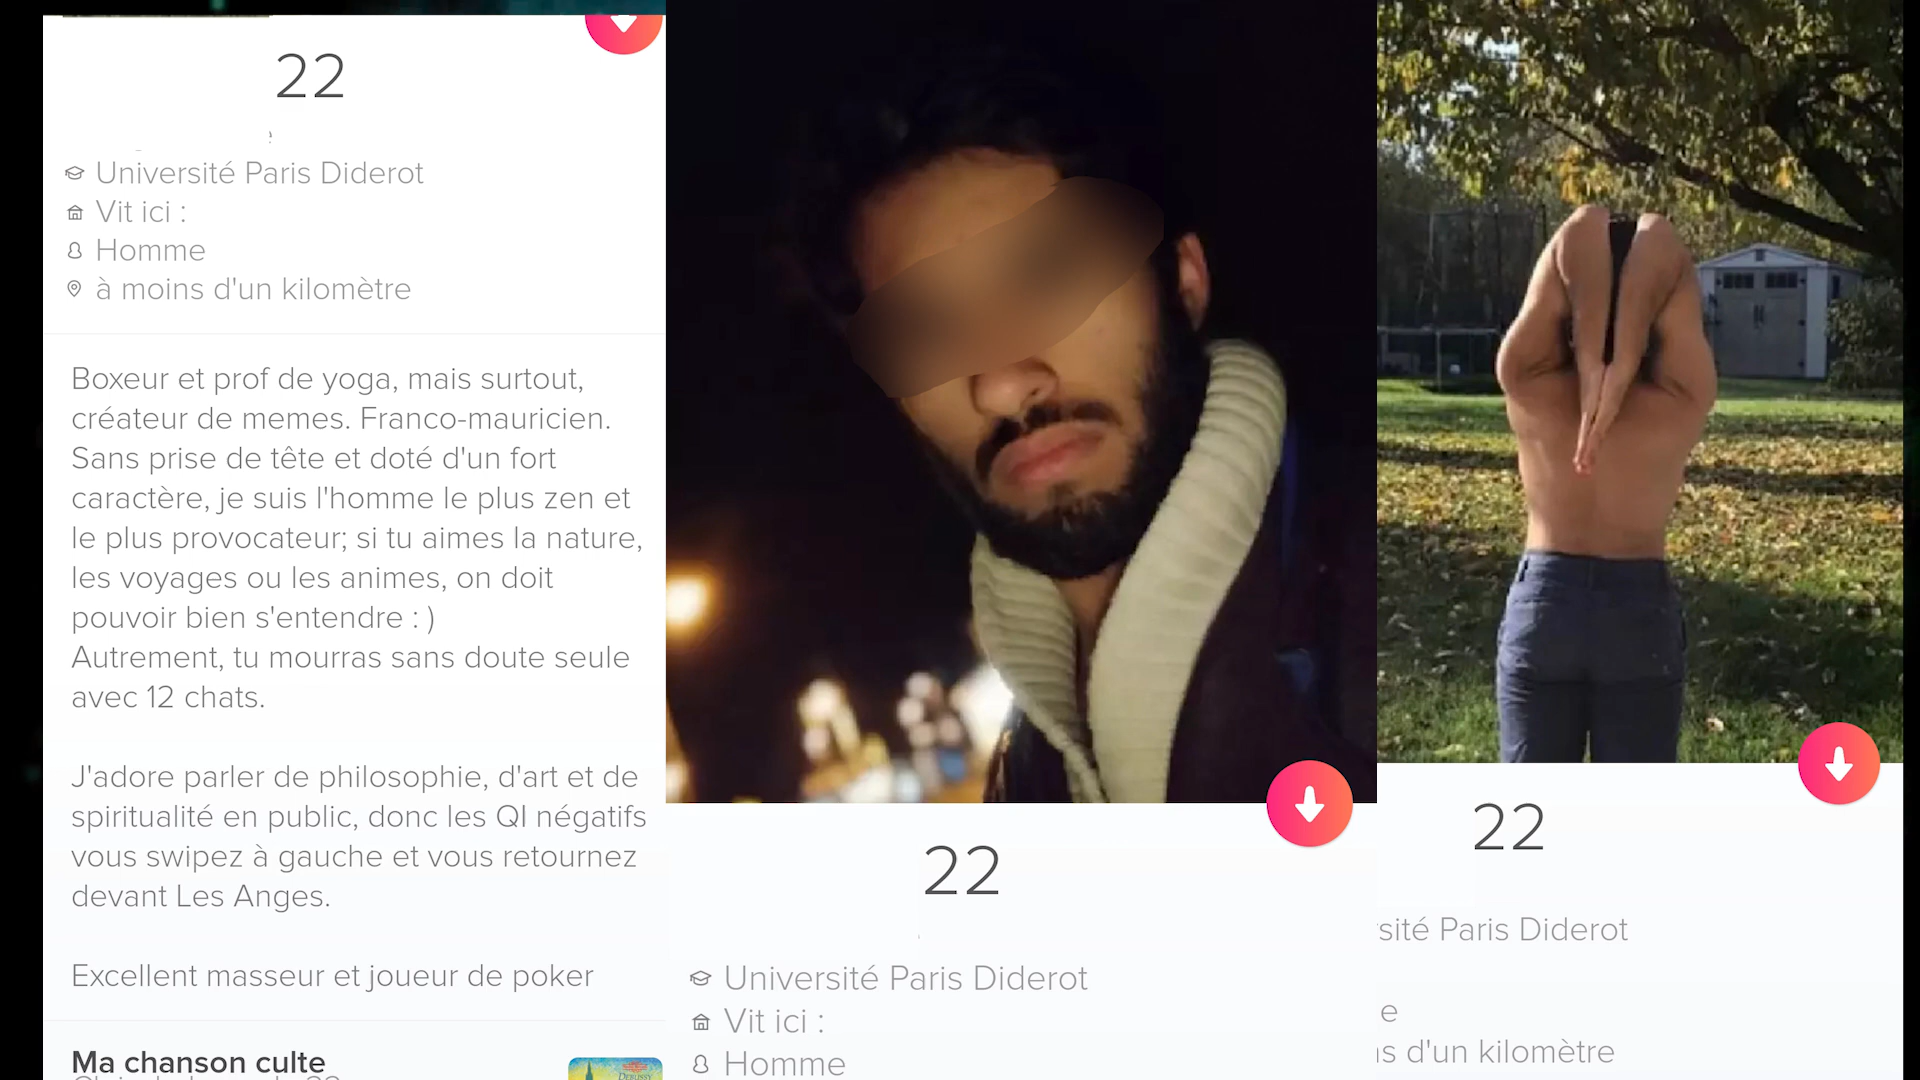 22
Université Paris Diderot
Vit ici :
Homme
à moins d'un kilomètre
Boxeur et prof de yoga, mais surtout,
créateur de memes. Franco-mauricien.
Sans prise de tête et doté d'un fort
caractère, je suis l'homme le plus zen et
le plus provocateur; si tu aimes la nature,
les voyages ou les animes, on doit
pouvoir bien s'entendre : )
Autrement, tu mourras sans doute seule
avec 12 chats.
J'adore parler de philosophie, d'art et de
spiritualité en public, donc les QI négatifs
vous swipez à gauche et vous retournez
devant Les Anges.
Excellent masseur et joueur de poker
Ma chanson culte
DEBUSSY
22
Université Paris Diderot
Vit ici :
Homme
22
sité Paris Diderot
e
s d'un kilomètre